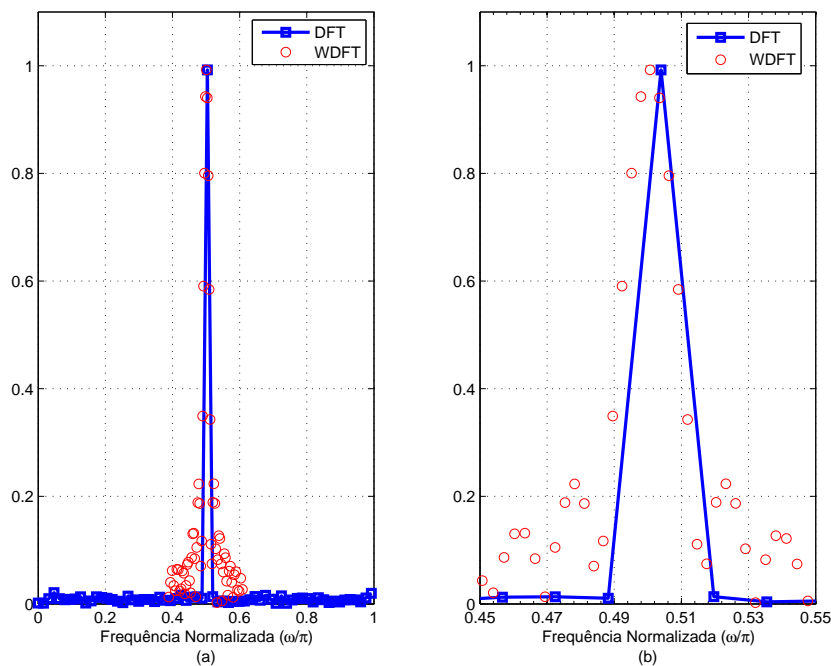 DFT
WDFT
1
0.8
0.6
0.4
0.2
0
0 0.2 0.4 0.6 0.8 1
Frequência Normalizada (ω/π)
(a)
DFT
WDFT
1
0.8
0.6
0.4
0.2
0
0.45 0.47 0.49 0.51 0.53 0.55
Frequência Normalizada (ω/π)
(b)